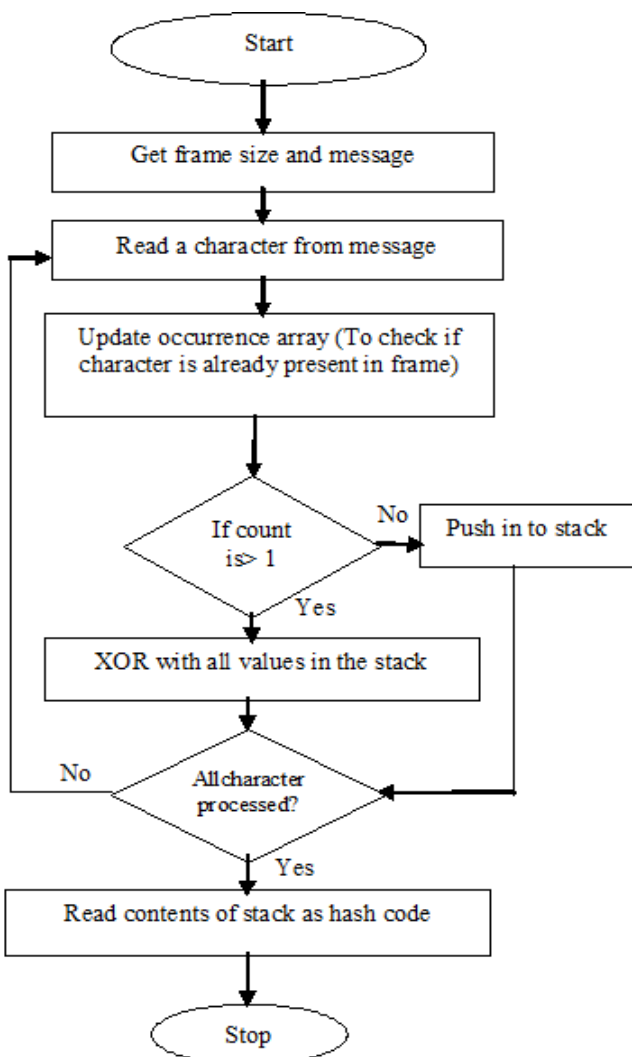 Start
Get frame size and message
Read a character from message
Update occurrence array (To check if
character is already present in frame)
If count
is> 1
No
Push in to stack
Yes
XOR with all values in the stack
No
Allcharacter
processed?
Yes
Read contents of stack as hash code
Stop